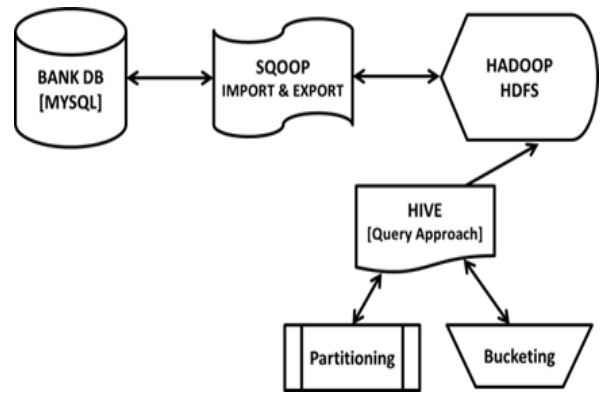 BANK DB
[MYSQL]
SQOOP
IMPORT & EXPORT
HADOOP
HDFS
HIVE
[Query Approach]
Partitioning
Bucketing